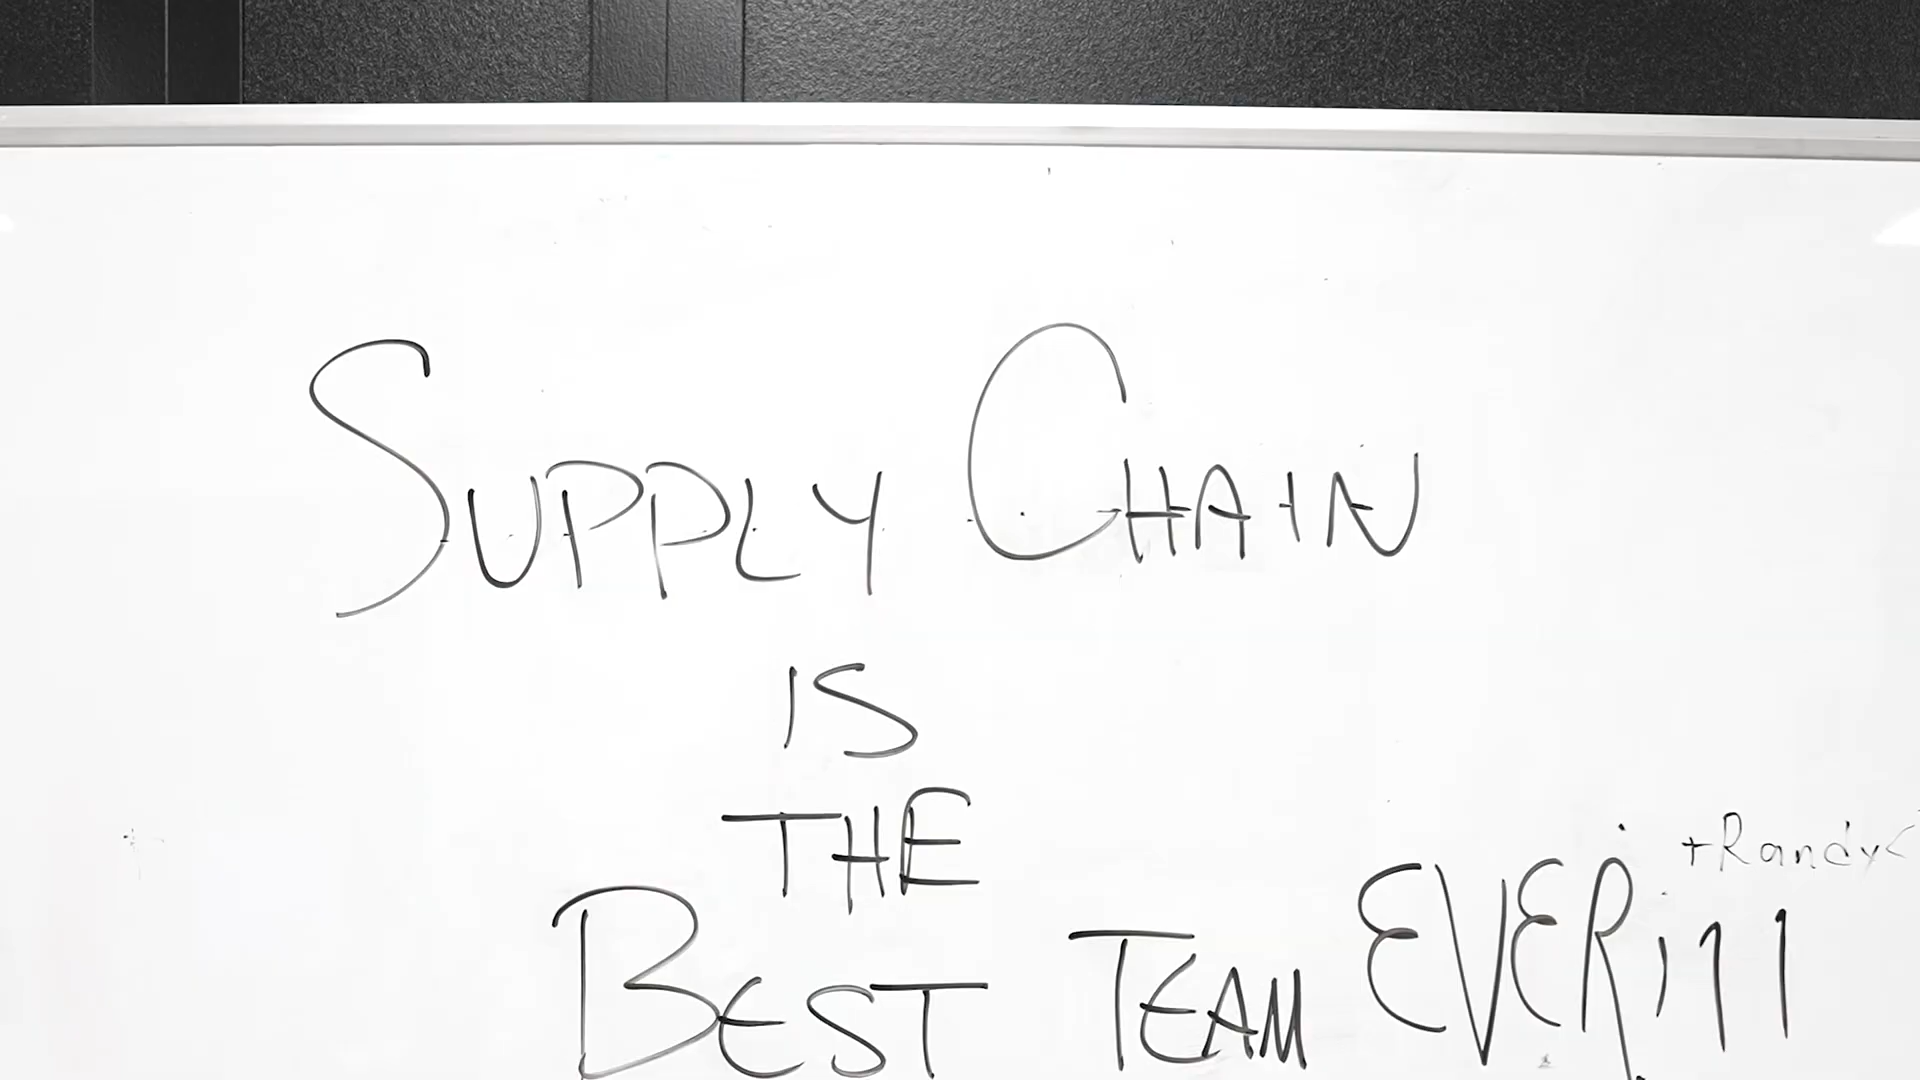 SUPPLY CHAIN
IS
THE
+Randy
BEST TEAM EVER!!!